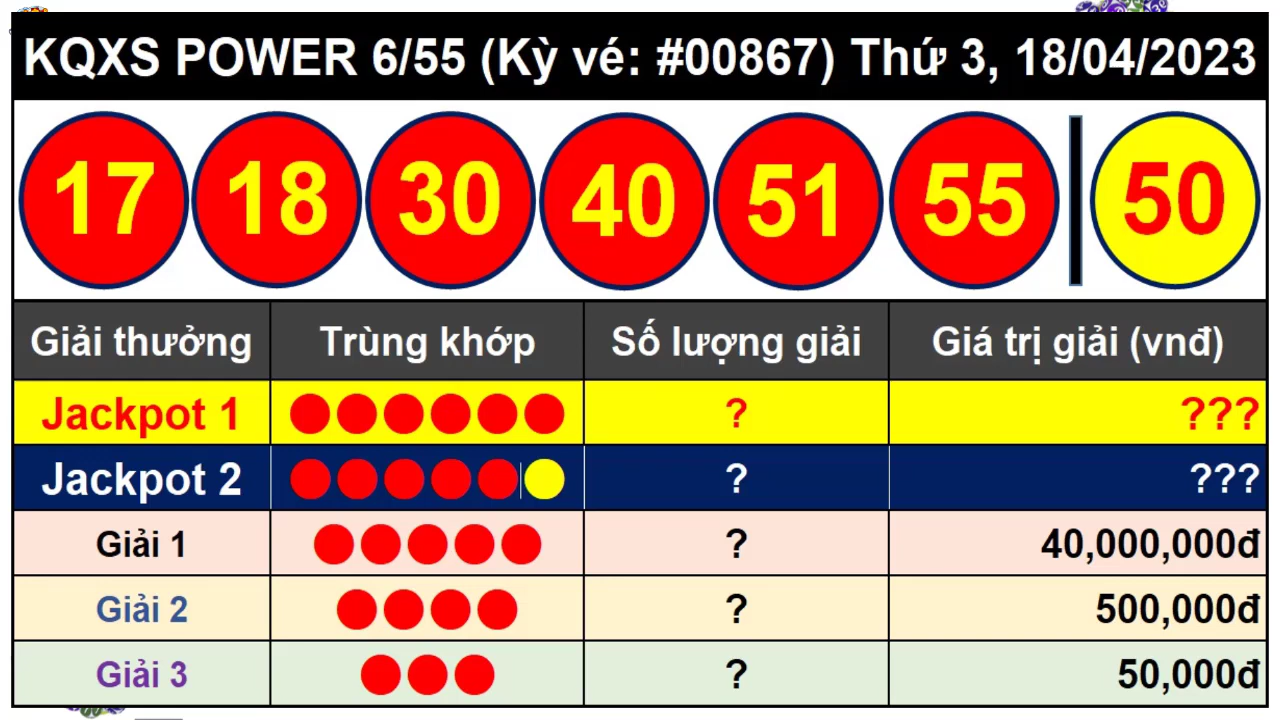 KQXS POWER 6/55 (Kỳ vé: #00867) Thứ 3, 18/04/2023
17 18 30 40 51 55 50
Giải thưởng Trùng khớp Số lượng giải Giá trị giải (vnđ)
Jackpot 1 ? ???
Jackpot 2 ? ???
Giải 1 ? 40,000,000đ
Giải 2 ? 500,000đ
Giải 3 ? 50,000đ